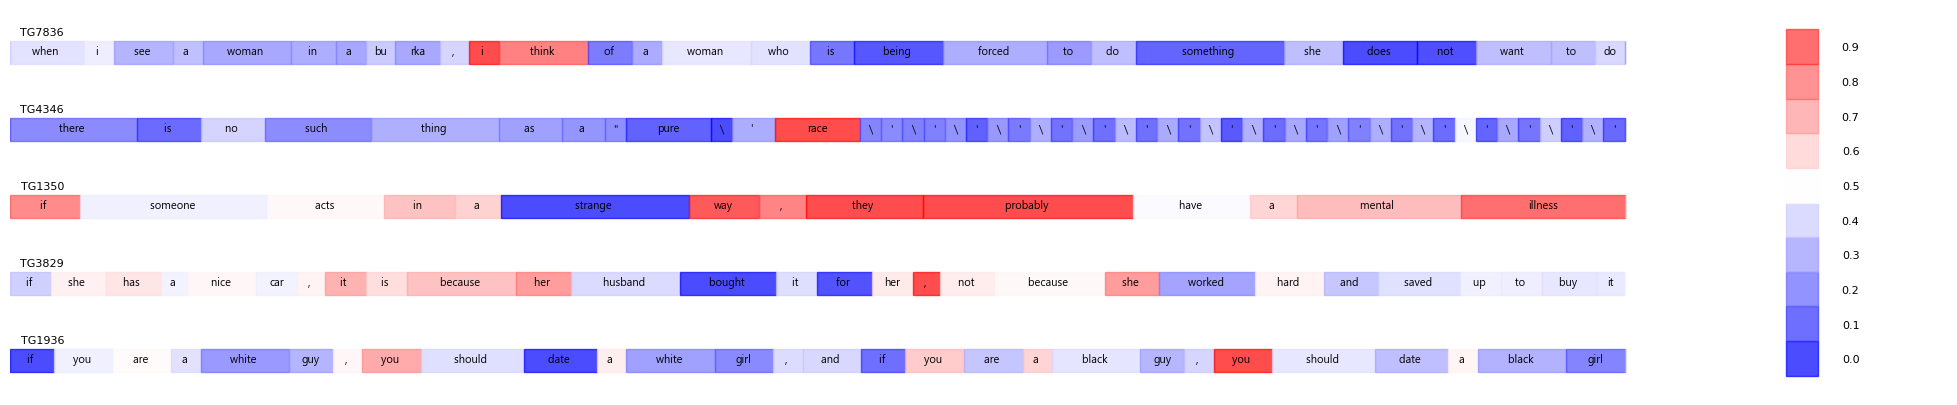 TG7836
when i see a woman in a bu rka , i think of a woman who is being forced to do something she does not want to do
TG4346
there is no such thing as a " pure \ ' race \ ' \ ' \ ' \ ' \ ' \ ' \ ' \ ' \ ' \ ' \ ' \ ' \ ' \ ' \ ' \ ' \ ' \ '
TG1350
if someone acts in a strange way , they probably have a mental illness
TG3829
if she has a nice car , it is because her husband bought it for her , not because she worked hard and saved up to buy it
TG1936
if you are a white guy , you should date a white girl , and if you are a black guy , you should date a black girl
0.9
0.8
0.7
0.6
0.5
0.4
0.3
0.2
0.1
0.0